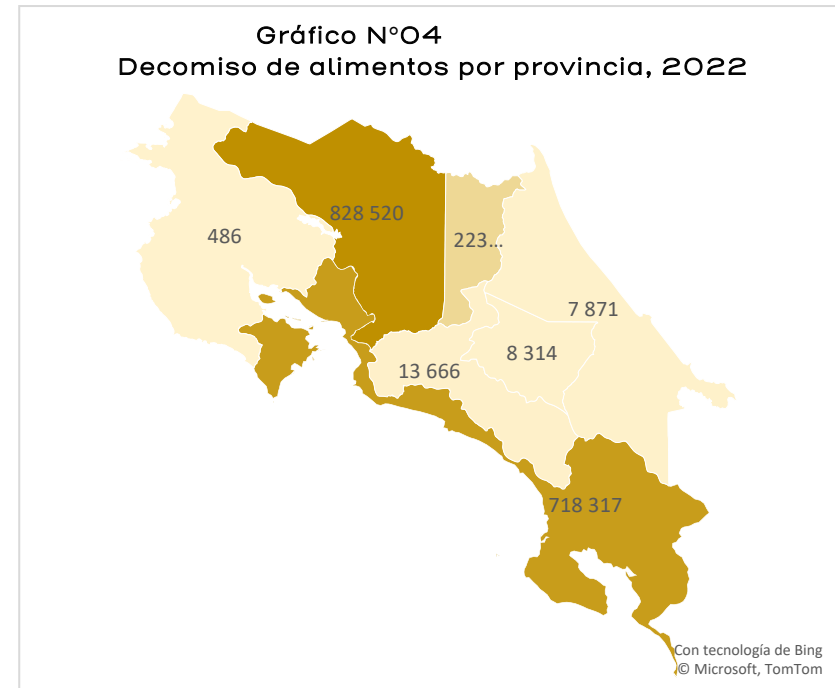 Gráfico N°04
Decomiso de alimentos por provincia, 2022
828 520
486
223...
7 871
8 314
13 666
718 317
Con tecnología de Bing
© Microsoft, TomTom